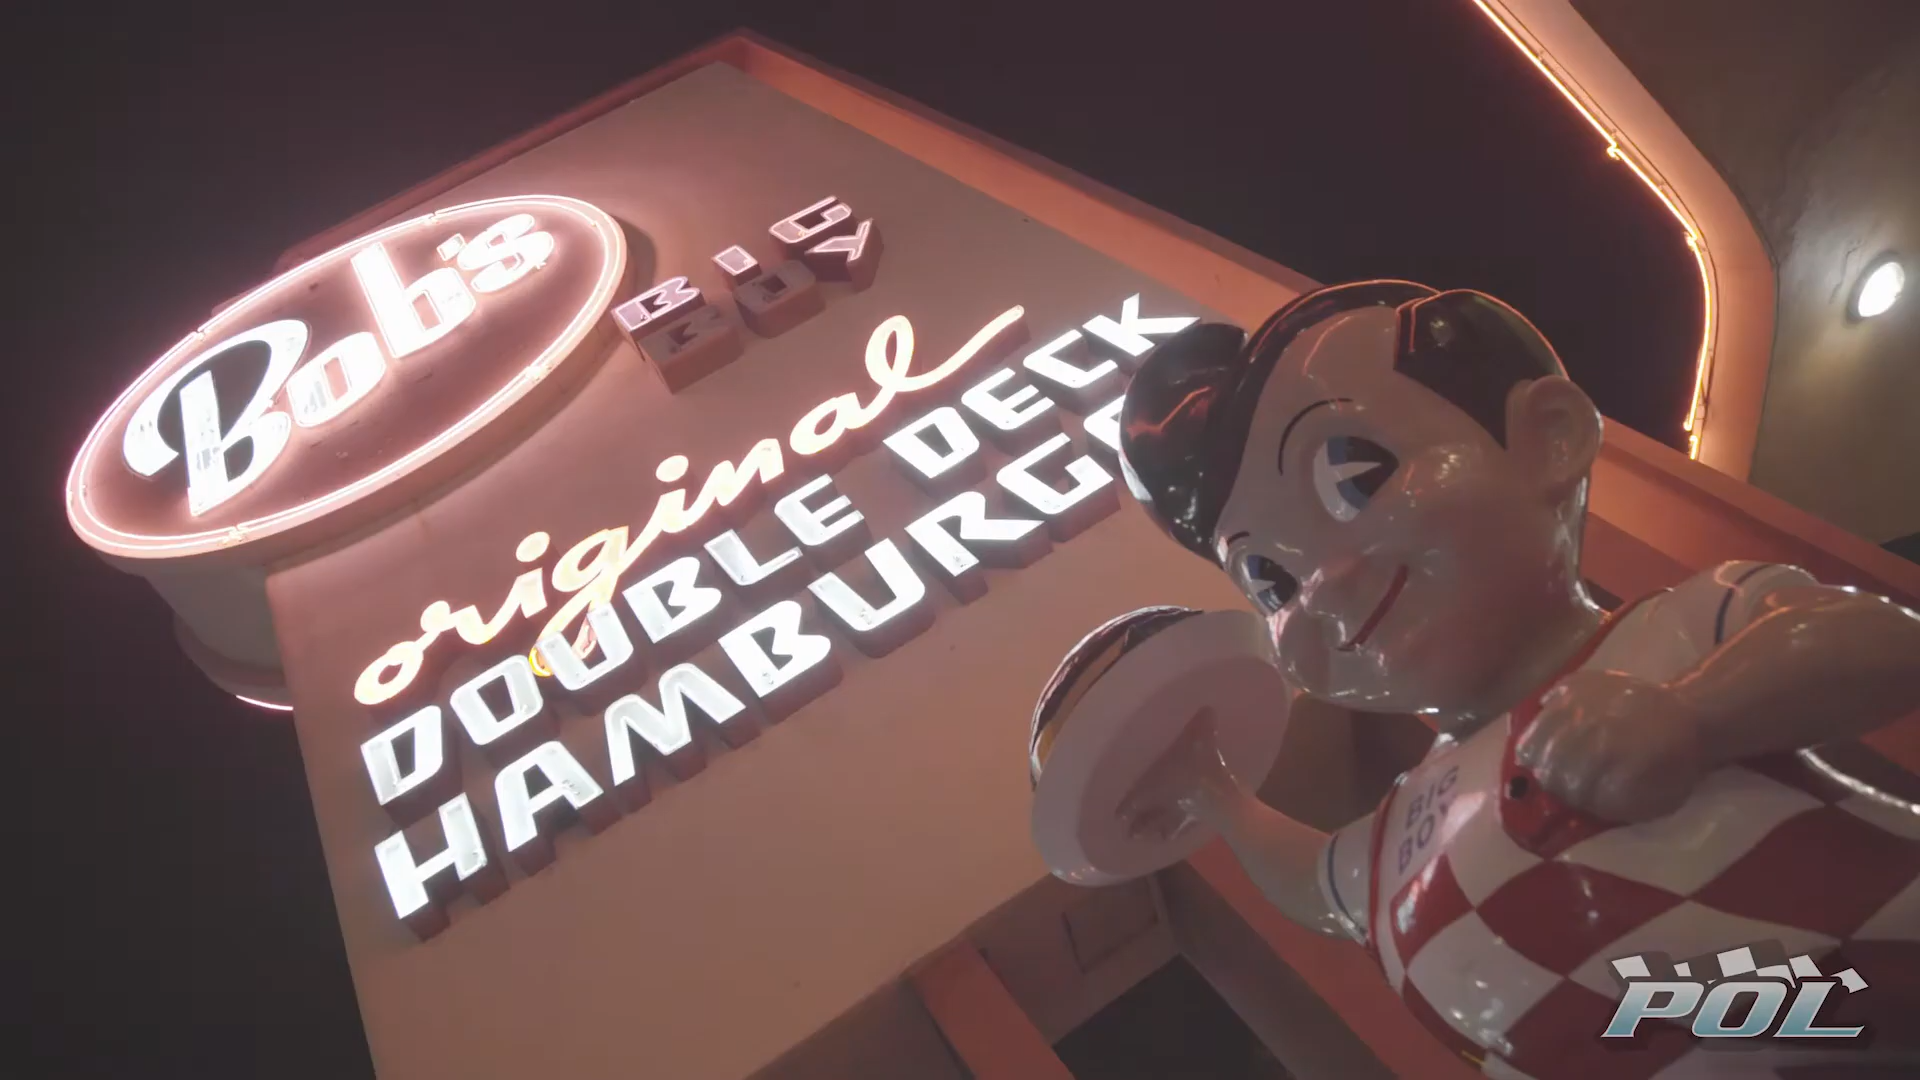 Bob's
BIG
BOY
original
DOUBLE DECK
HAMBURGE
BIG
BOY
POL